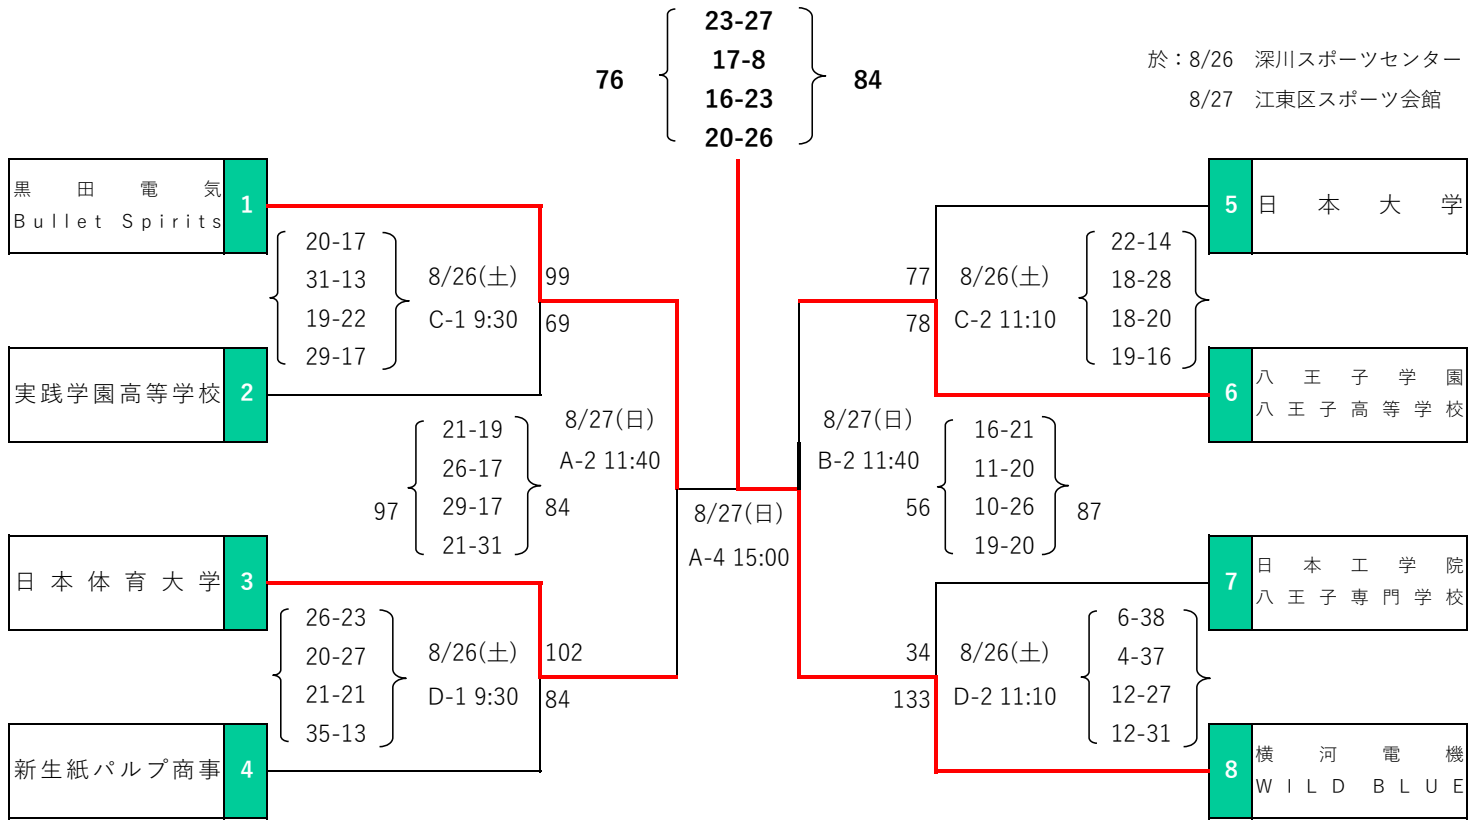 23-27
17-8
76
84
16-23
20-26
於：8/26 深川スポーツセンター
8/27 江東区スポーツ会館
黒田電気
Bullet Spirits
1
20-17
31-13
19-22
29-17
8/26(土)
C-1 9:30
99
69
実践学園高等学校
2
21-19
26-17
29-17
21-31
97
84
8/27(日)
A-2 11:40
日本体育大学
3
26-23
20-27
21-21
35-13
8/26(土)
D-1 9:30
102
84
新生紙パルプ商事
4
8/27(日)
A-4 15:00
5
日本大学
77
78
8/26(土)
C-2 11:10
22-14
18-28
18-20
19-16
6
八王子学園
八王子高等学校
8/27(日)
B-2 11:40
56
16-21
11-20
10-26
19-20
87
7
日本工学院
八王子専門学校
34
133
8/26(土)
D-2 11:10
6-38
4-37
12-27
12-31
8
横河電機
WILD BLUE